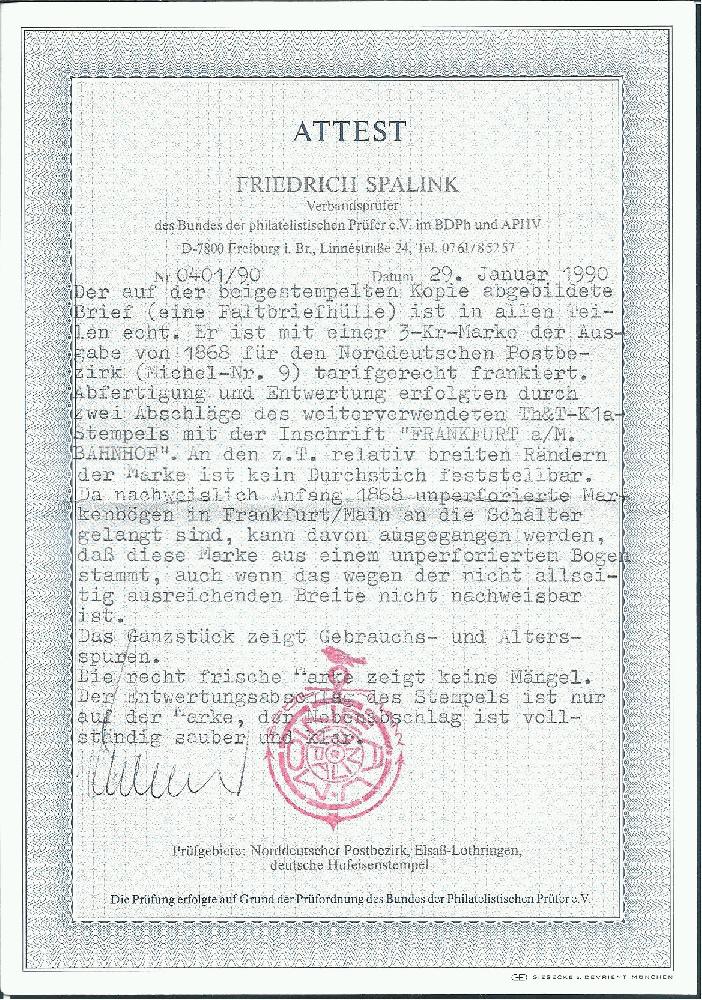 ATTEST
FRIEDRICH SPALINK
Verbandsprüfer
des Bundes der philatelistischen Prüfer e.V. im BDPh und APHV
D-7800 Freiburg i. Br., Linnéstraße 24, Tel. 0761/85257
Nr. 0401/90 Datum 29. Januar 1990
Der auf der beigestempelten Kopie abgebildete
Brief (eine Faltbriefhülle) ist in allen Tei-
len echt. Er ist mit einer 3-Kr-Marke der Aus-
gabe von 1868 für den Norddeutschen Postbe-
zirk (Michel-Nr. 9) tarifgerecht frankiert.
Abfertigung und Entwertung erfolgten durch
zwei Abschläge des weiterverwendeten Th&T-K1a-
Stempels mit der Inschrift "FRANKFURT a/M.
BAHNHOF". An den z.T. relativ breiten Rändern
der Marke ist kein Durchstich feststellbar.
Da nachweislich Anfang 1868 unperforierte Mar-
kenbögen in Frankfurt/Main an die Schalter
gelangt sind, kann davon ausgegangen werden,
daß diese Marke aus einem unperforierten Bogen
stammt, auch wenn das wegen der nicht allsei-
tig ausreichenden Breite nicht nachweisbar
ist.
Das Ganzstück zeigt Gebrauchs- und Alters-
spuren.
Die recht frische Marke zeigt keine Mängel.
Der Entwertungsabschlag des Stempels ist nur
auf der Marke, der Nebenabschlag ist voll-
ständig sauber und klar.
Prüfgebiete: Norddeutscher Postbezirk, Elsaß-Lothringen,
deutsche Hufeisenstempel
Die Prüfung erfolgte auf Grund der Prüfordnung des Bundes der Philatelistischen Prüfer e.V.
GIESECKE & DEVRIENT MÜNCHEN